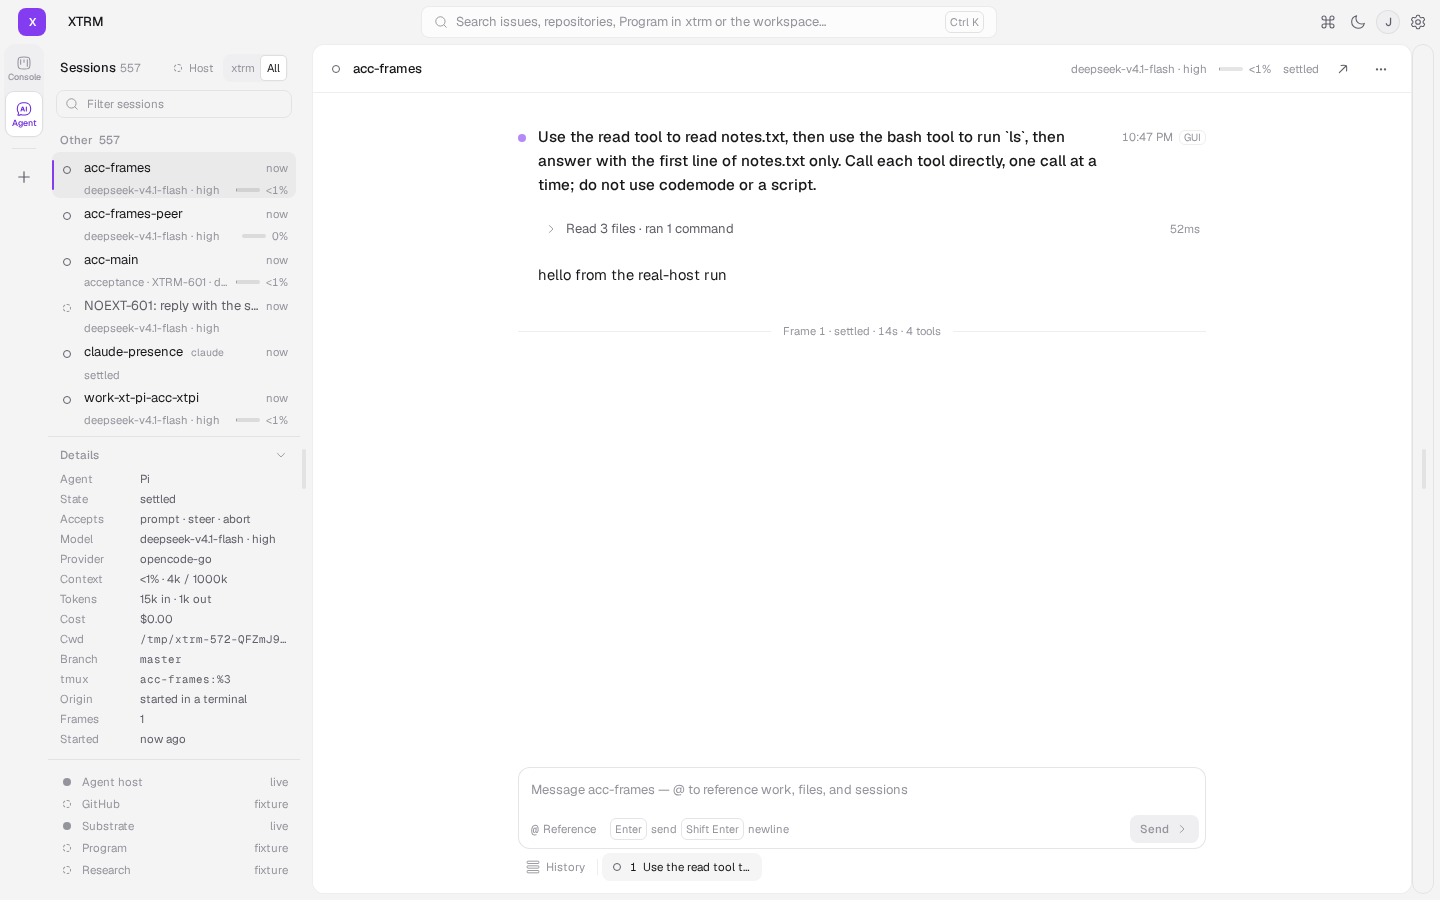 X XTRM
Search issues, repositories, Program in xtrm or the workspace... Ctrl K
J
Console
Agent
Sessions 557 Host xtrm All
Filter sessions
Other 557
acc-frames now
deepseek-v4.1-flash · high <1%
acc-frames-peer now
deepseek-v4.1-flash · high 0%
acc-main now
acceptance · XTRM-601 · d... <1%
NOEXT-601: reply with the s... now
deepseek-v4.1-flash · high
claude-presence claude now
settled
work-xt-pi-acc-xtpi now
deepseek-v4.1-flash · high <1%
Details
Agent Pi
State settled
Accepts prompt · steer · abort
Model deepseek-v4.1-flash · high
Provider opencode-go
Context <1% · 4k / 1000k
Tokens 15k in · 1k out
Cost $0.00
Cwd /tmp/xtrm-572-QFZmJ9...
Branch master
tmux acc-frames:%3
Origin started in a terminal
Frames 1
Started now ago
Agent host live
GitHub fixture
Substrate live
Program fixture
Research fixture
acc-frames deepseek-v4.1-flash · high <1% settled
Use the read tool to read notes.txt, then use the bash tool to run `ls`, then 10:47 PM GUI
answer with the first line of notes.txt only. Call each tool directly, one call at a
time; do not use codemode or a script.
Read 3 files · ran 1 command 52ms
hello from the real-host run
Frame 1 · settled · 14s · 4 tools
Message acc-frames — @ to reference work, files, and sessions
@ Reference Enter send Shift Enter newline Send
History 1 Use the read tool t...